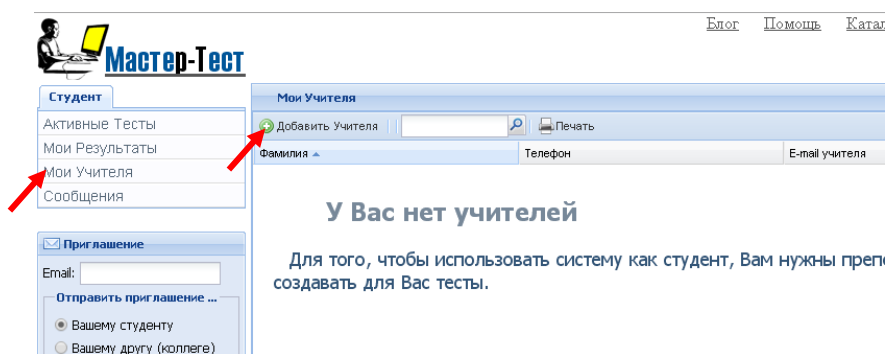 Блог Помощь
Мастер-Тест
Студент
Активные Тесты
Мои Результаты
Мои Учителя
Сообщения
Приглашение
Email:
Отправить приглашение ...
Вашему студенту
Вашему другу (коллеге)
Мои Учителя
Добавить Учителя Печать
Фамилия Телефон E-mail учителя
У Вас нет учителей
Для того, чтобы использовать систему как студент, Вам нужны
создавать для Вас тесты.